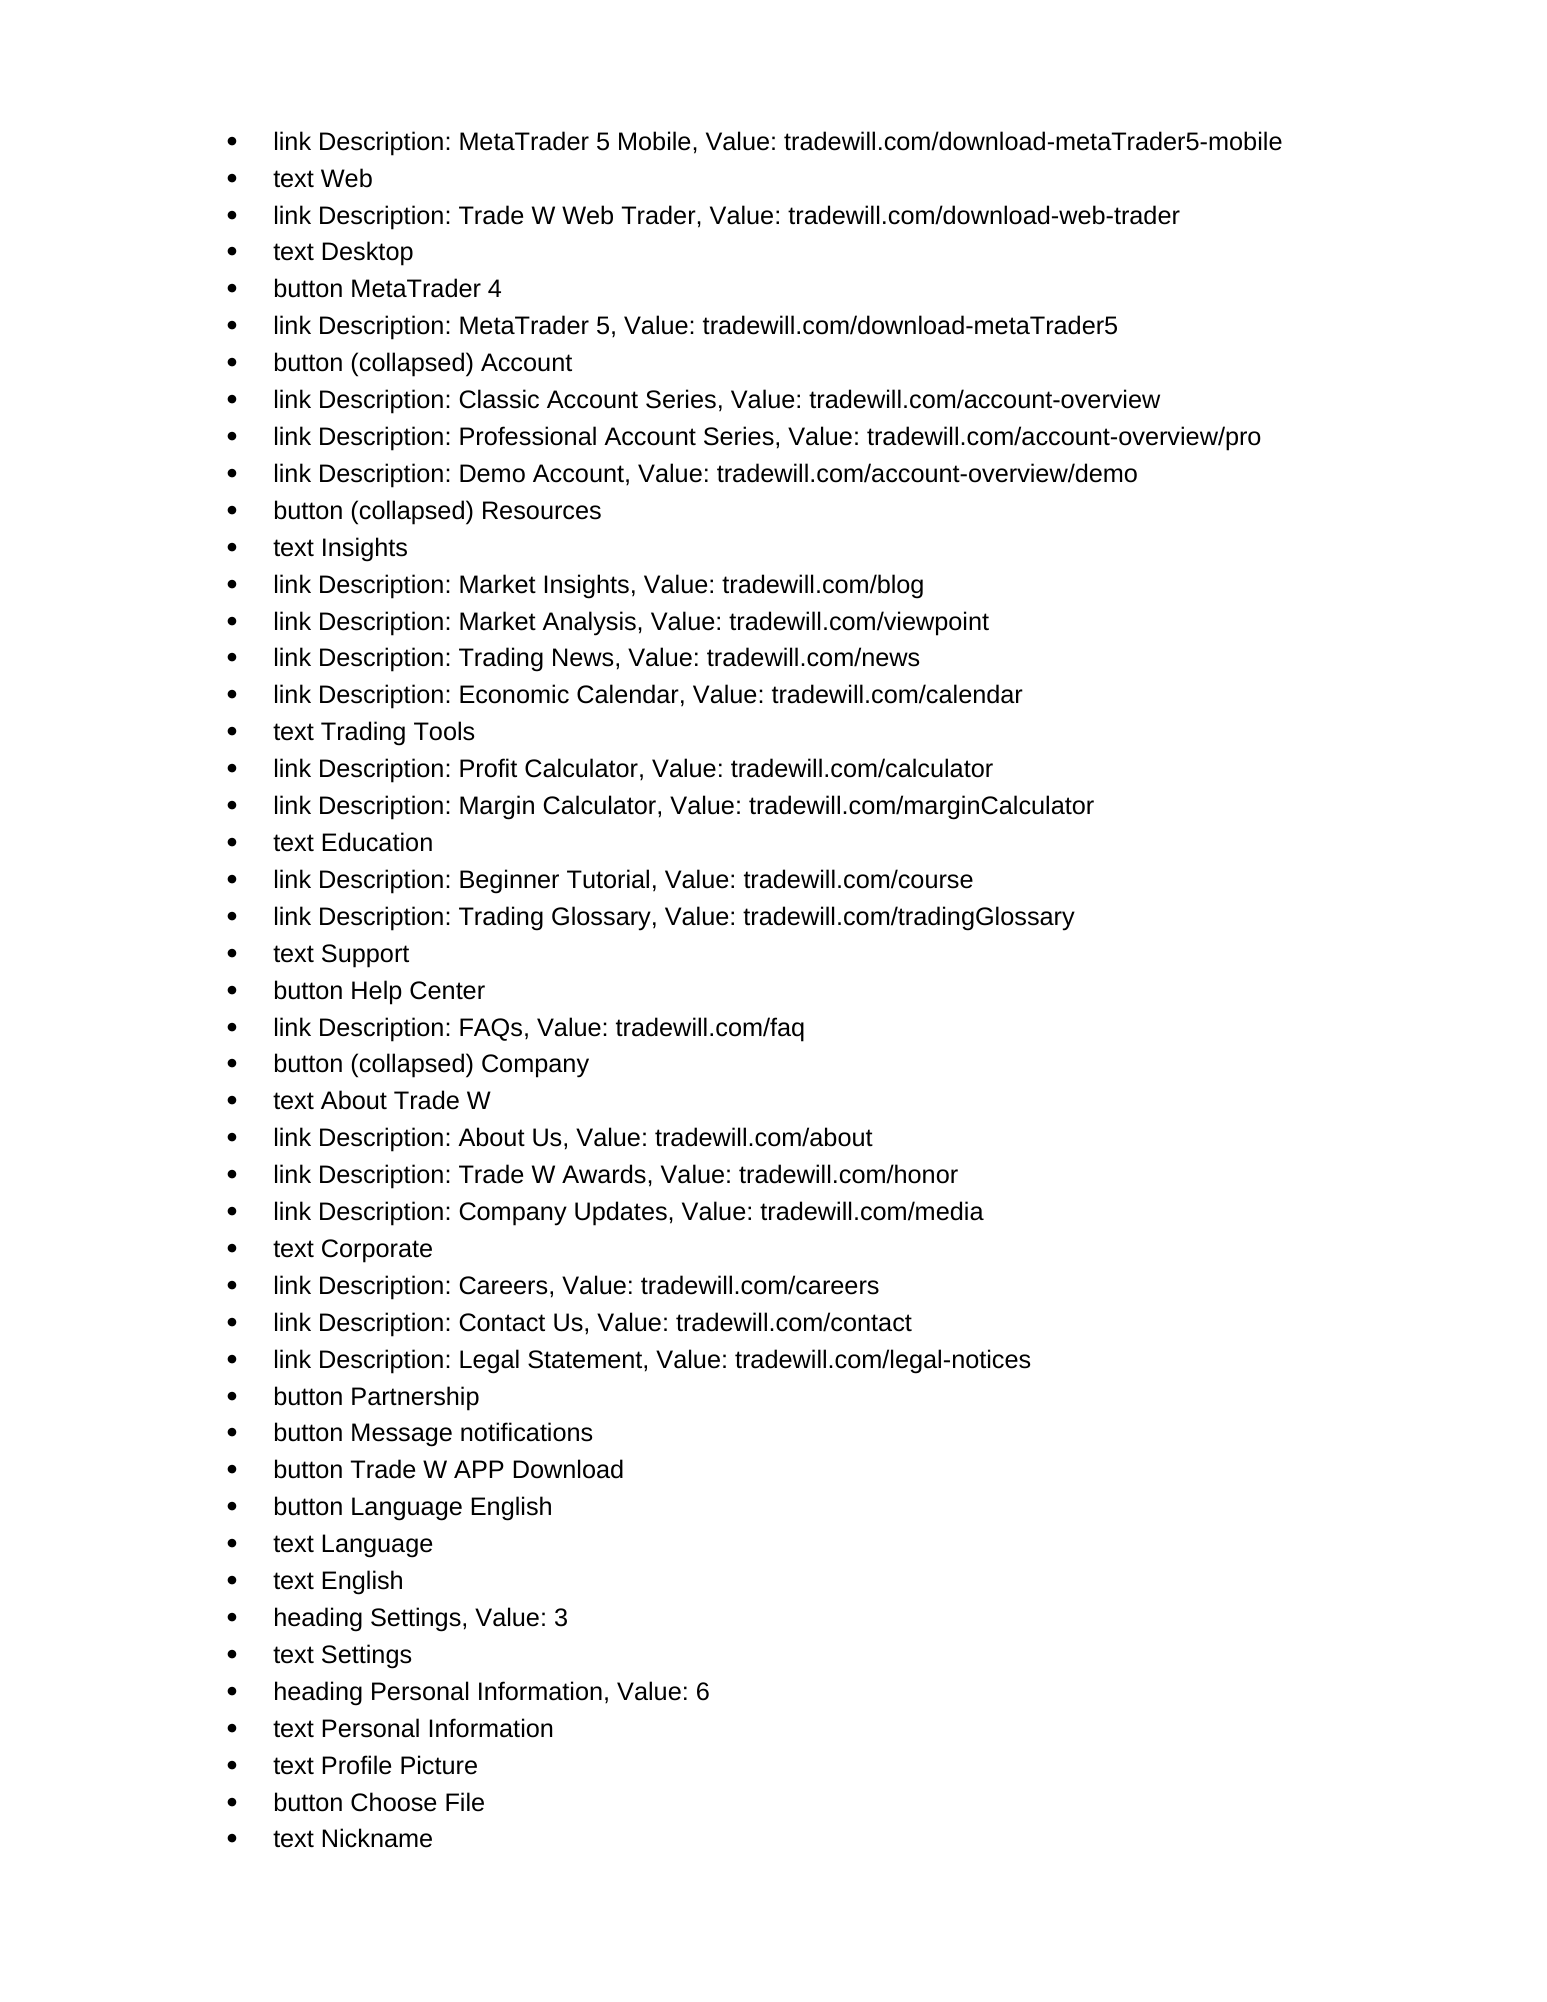 • link Description: MetaTrader 5 Mobile, Value: tradewill.com/download-metaTrader5-mobile
• text Web
• link Description: Trade W Web Trader, Value: tradewill.com/download-web-trader
• text Desktop
• button MetaTrader 4
• link Description: MetaTrader 5, Value: tradewill.com/download-metaTrader5
• button (collapsed) Account
• link Description: Classic Account Series, Value: tradewill.com/account-overview
• link Description: Professional Account Series, Value: tradewill.com/account-overview/pro
• link Description: Demo Account, Value: tradewill.com/account-overview/demo
• button (collapsed) Resources
• text Insights
• link Description: Market Insights, Value: tradewill.com/blog
• link Description: Market Analysis, Value: tradewill.com/viewpoint
• link Description: Trading News, Value: tradewill.com/news
• link Description: Economic Calendar, Value: tradewill.com/calendar
• text Trading Tools
• link Description: Profit Calculator, Value: tradewill.com/calculator
• link Description: Margin Calculator, Value: tradewill.com/marginCalculator
• text Education
• link Description: Beginner Tutorial, Value: tradewill.com/course
• link Description: Trading Glossary, Value: tradewill.com/tradingGlossary
• text Support
• button Help Center
• link Description: FAQs, Value: tradewill.com/faq
• button (collapsed) Company
• text About Trade W
• link Description: About Us, Value: tradewill.com/about
• link Description: Trade W Awards, Value: tradewill.com/honor
• link Description: Company Updates, Value: tradewill.com/media
• text Corporate
• link Description: Careers, Value: tradewill.com/careers
• link Description: Contact Us, Value: tradewill.com/contact
• link Description: Legal Statement, Value: tradewill.com/legal-notices
• button Partnership
• button Message notifications
• button Trade W APP Download
• button Language English
• text Language
• text English
• heading Settings, Value: 3
• text Settings
• heading Personal Information, Value: 6
• text Personal Information
• text Profile Picture
• button Choose File
• text Nickname